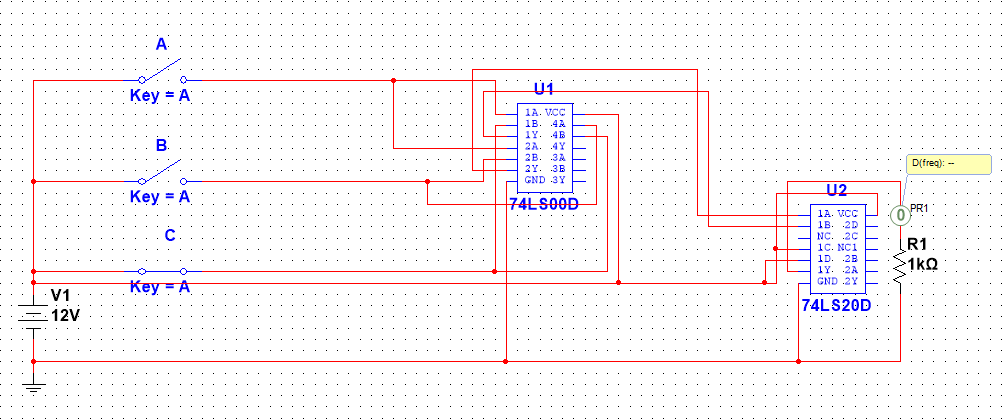 A
Key = A
B
Key = A
C
Key = A
V1
12V
U1
1A VCC
1B 4A
1Y 4B
2A 4Y
2B 3A
2Y 3B
GND 3Y
74LS00D
D(freq): --
U2
0 PR1
1A VCC
1B 2D
NC 2C
1C NC1
1D 2B
1Y 2A
GND 2Y
74LS20D
R1
1kΩ